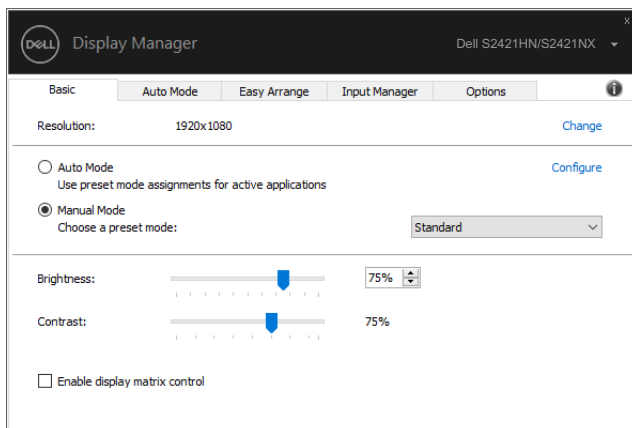 x
DELL Display Manager Dell S2421HN/S2421NX
Basic Auto Mode Easy Arrange Input Manager Options i
Resolution: 1920x1080 Change
Auto Mode Configure
Use preset mode assignments for active applications
Manual Mode
Choose a preset mode: Standard
Brightness: 75%
Contrast: 75%
Enable display matrix control